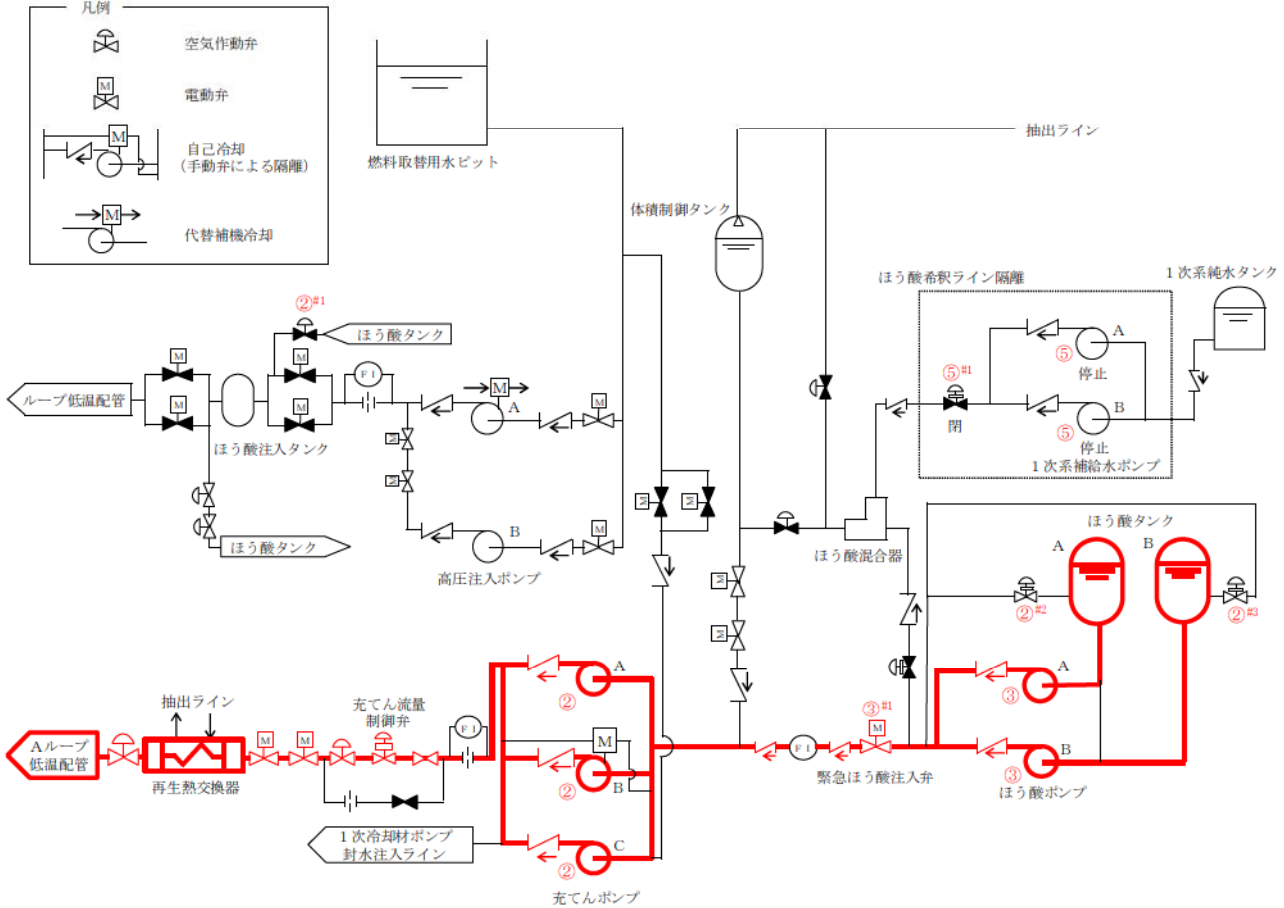 凡例
空気作動弁
M
電動弁
M
自己冷却
(手動弁による隔離)
M
代替補機冷却
燃料取替用水ピット
抽出ライン
体積制御タンク
ほう酸希釈ライン隔離
1次系純水タンク
A
⑤
停止
⑤#1
閉
B
⑤
停止
1次系補給水ポンプ
②#1
ほう酸タンク
M
M
FI
M
A
M
ループ低温配管
M
M
ほう酸注入タンク
M
M
B
M
高圧注入ポンプ
ほう酸タンク
M
M
ほう酸混合器
ほう酸タンク
A
B
②#2
②#3
M
M
A
③
③#1
M
FI
緊急ほう酸注入弁
B
③
ほう酸ポンプ
抽出ライン
充てん流量
制御弁
FI
A
②
M
M
M
B
②
Aループ
低温配管
再生熱交換器
1次冷却材ポンプ
封水注入ライン
C
②
充てんポンプ